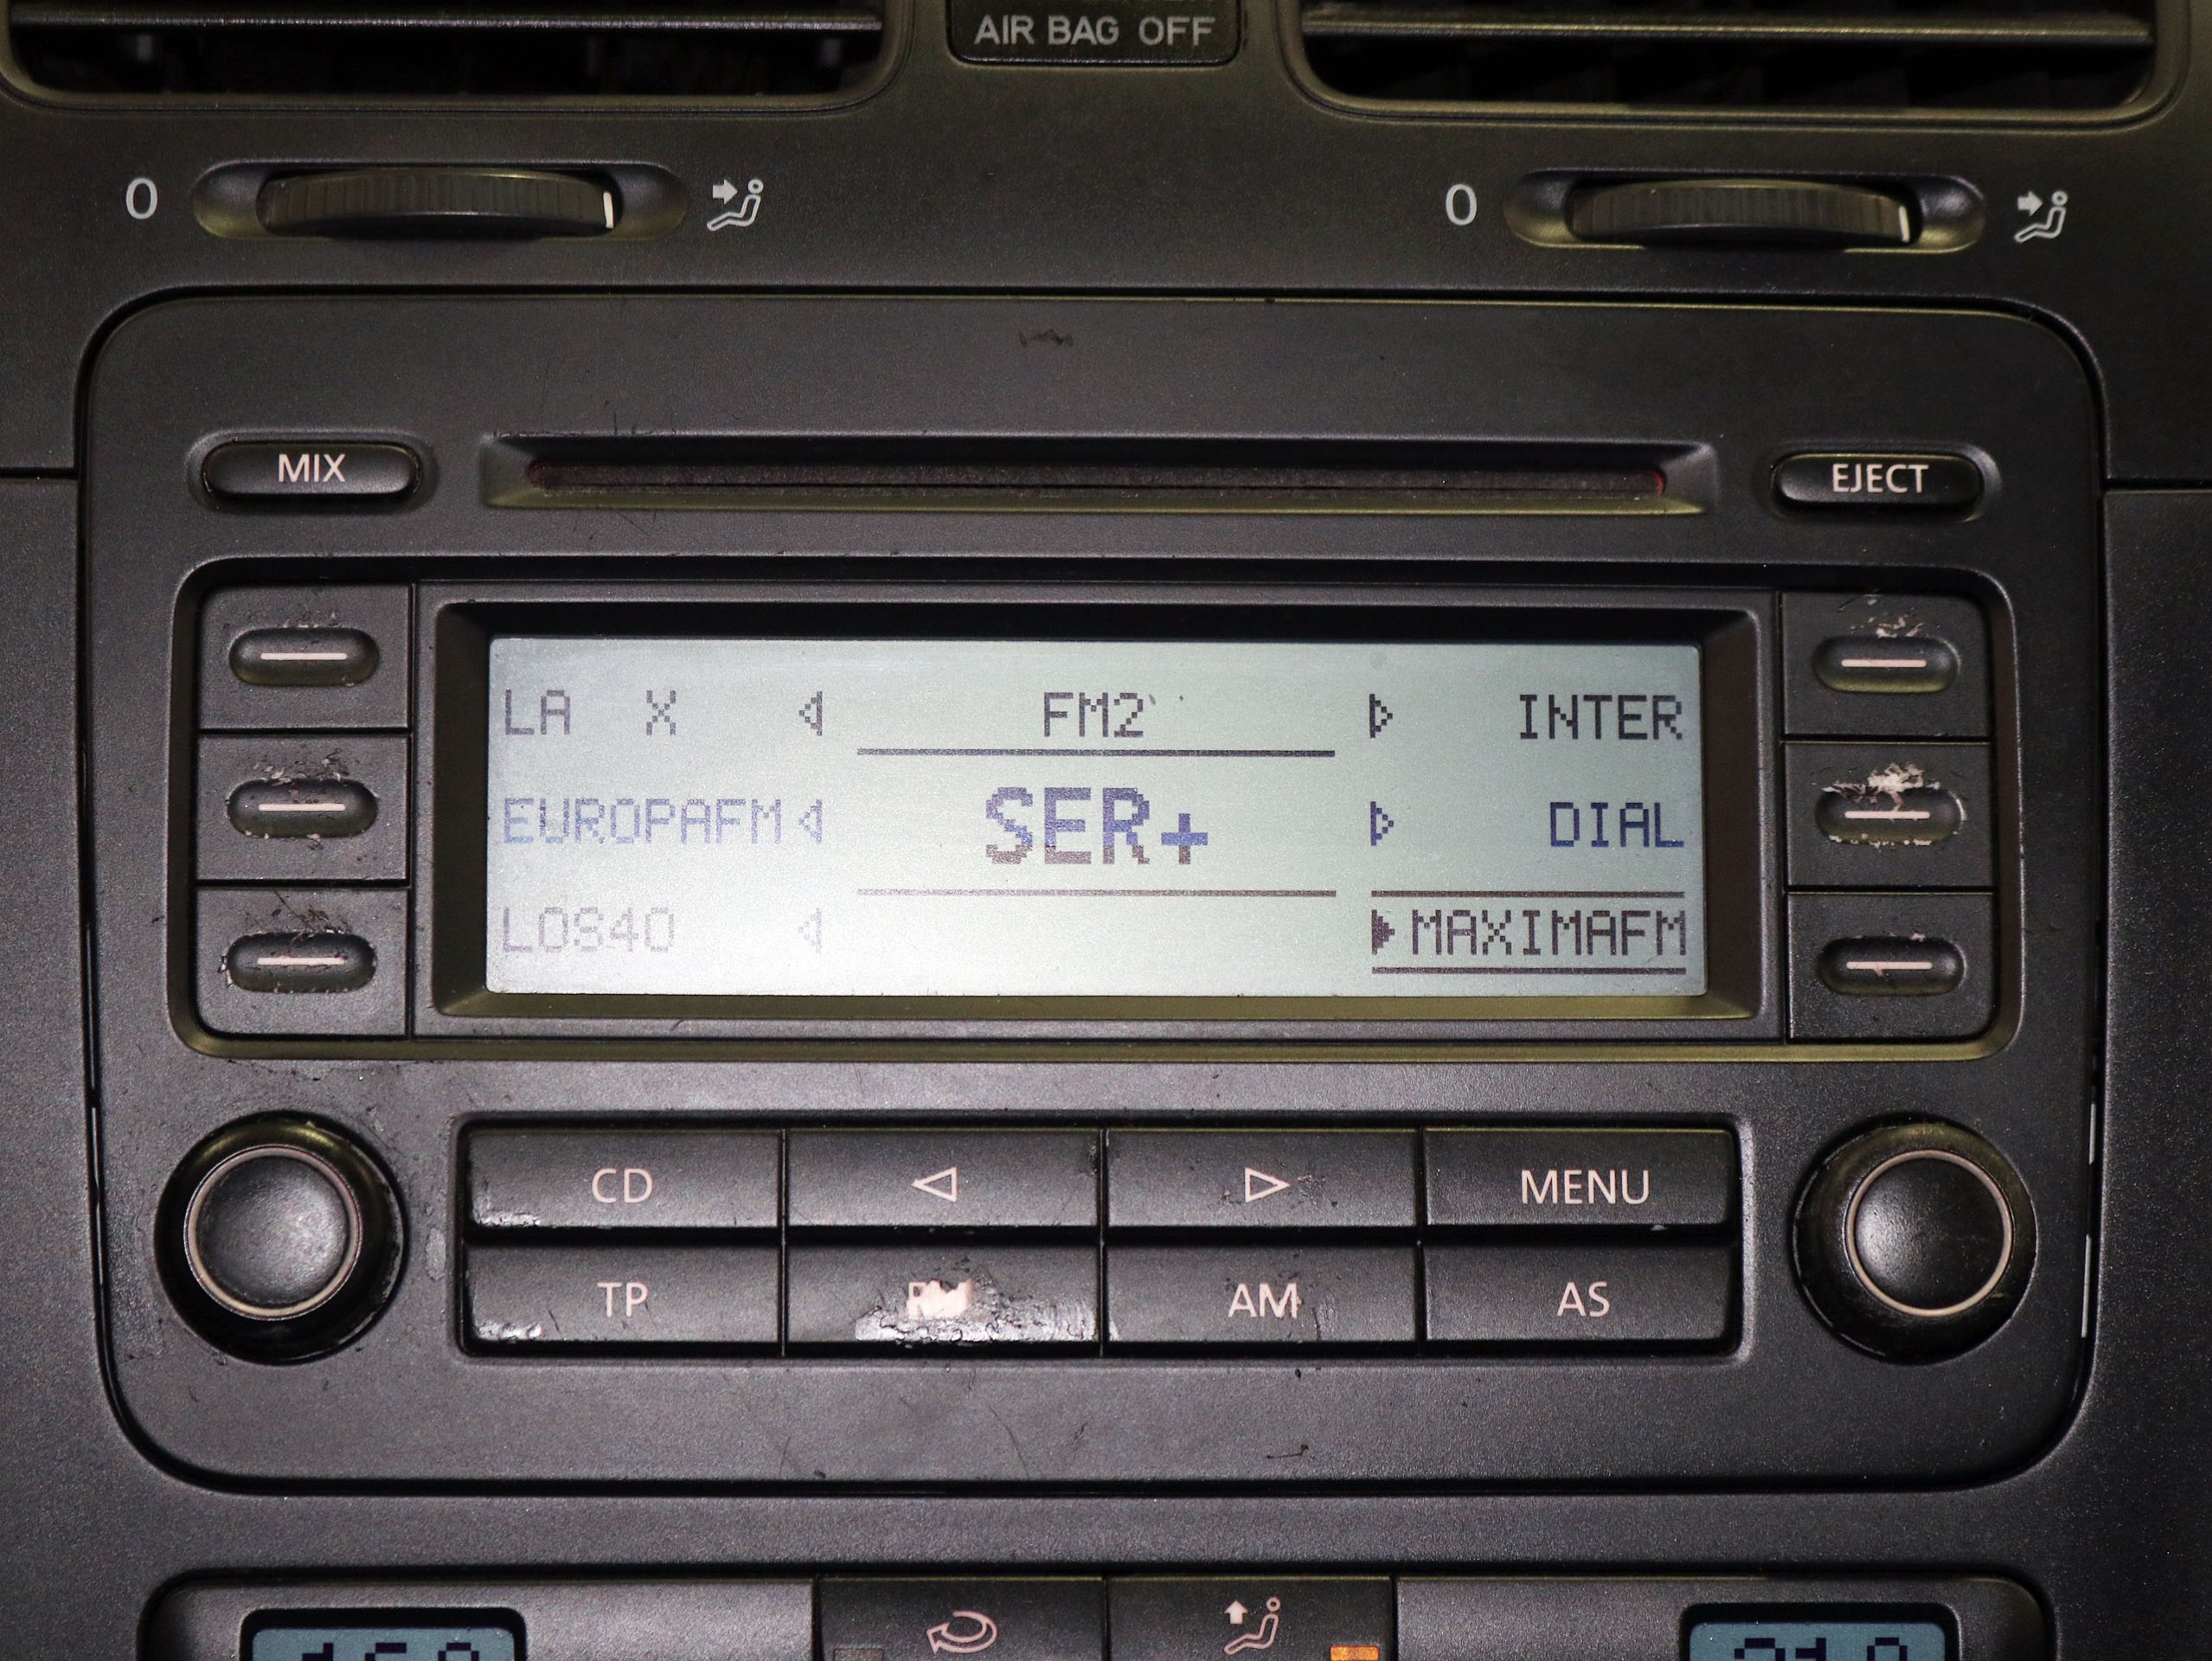 AIR BAG OFF
0
0
MIX
EJECT
LA X
FM2
INTER
EUROPAFM
SER+
DIAL
LOS40
MAXIMAFM
CD
MENU
TP
AM
AS